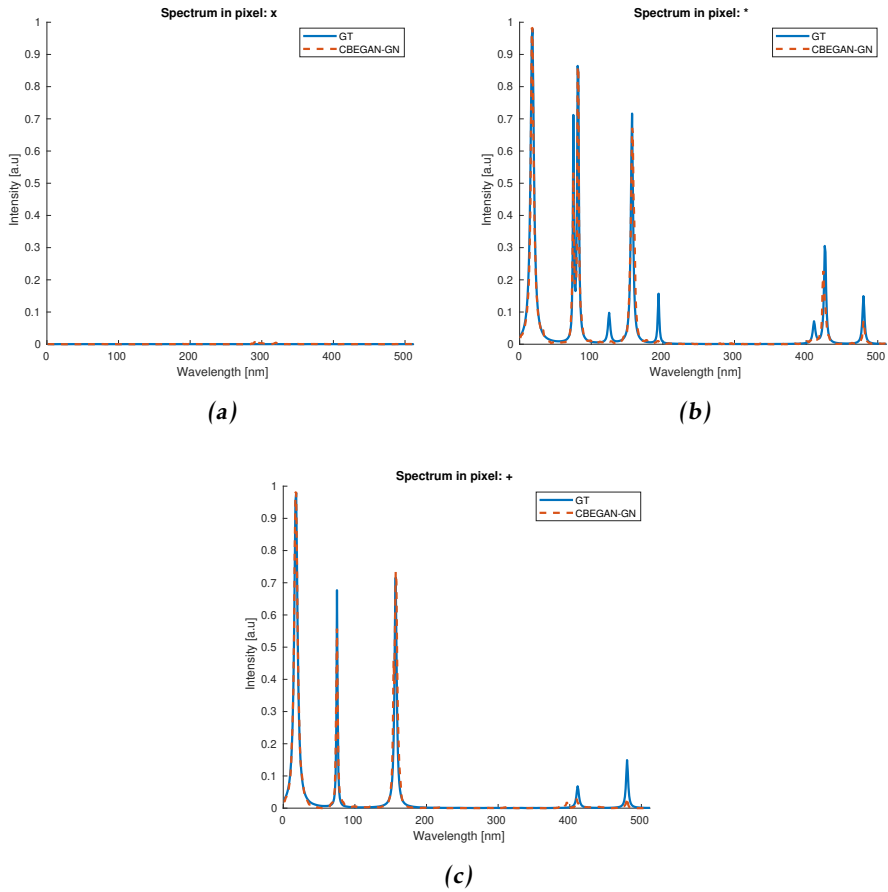 Spectrum in pixel: x
GT
CBEGAN-GN
1
0.9
0.8
0.7
0.6
0.5
0.4
0.3
0.2
0.1
0
Intensity [a.u]
0 100 200 300 400 500
Wavelength [nm]
(a)
Spectrum in pixel: *
GT
CBEGAN-GN
1
0.9
0.8
0.7
0.6
0.5
0.4
0.3
0.2
0.1
0
Intensity [a.u]
0 100 200 300 400 500
Wavelength [nm]
(b)
Spectrum in pixel: +
GT
CBEGAN-GN
1
0.9
0.8
0.7
0.6
0.5
0.4
0.3
0.2
0.1
0
Intensity [a.u]
0 100 200 300 400 500
Wavelength [nm]
(c)